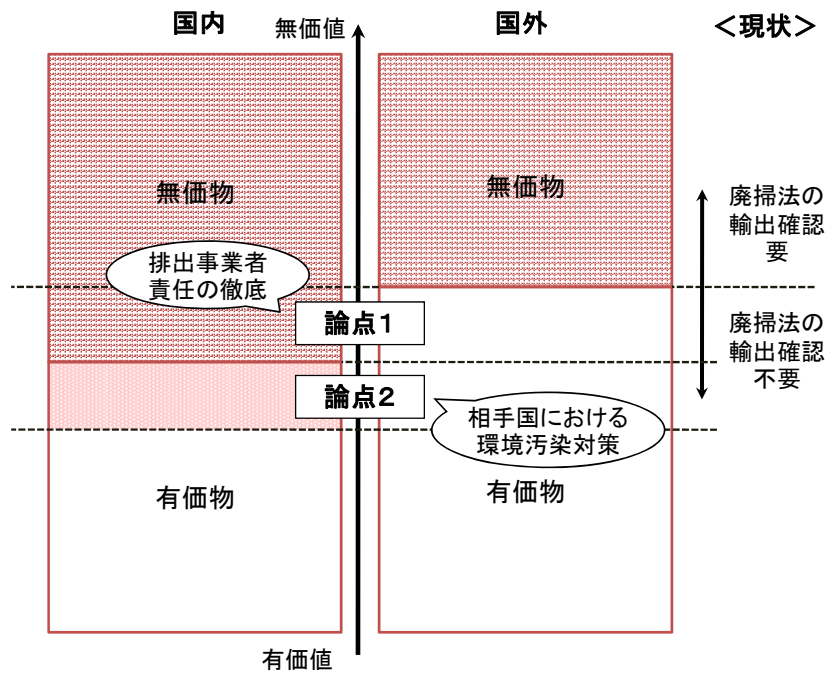 国内
無価値
国外
＜現状＞
無価物
無価物
廃掃法の
輸出確認
要
排出事業者
責任の徹底
論点１
廃掃法の
輸出確認
不要
論点２
相手国における
環境汚染対策
有価物
有価物
有価値